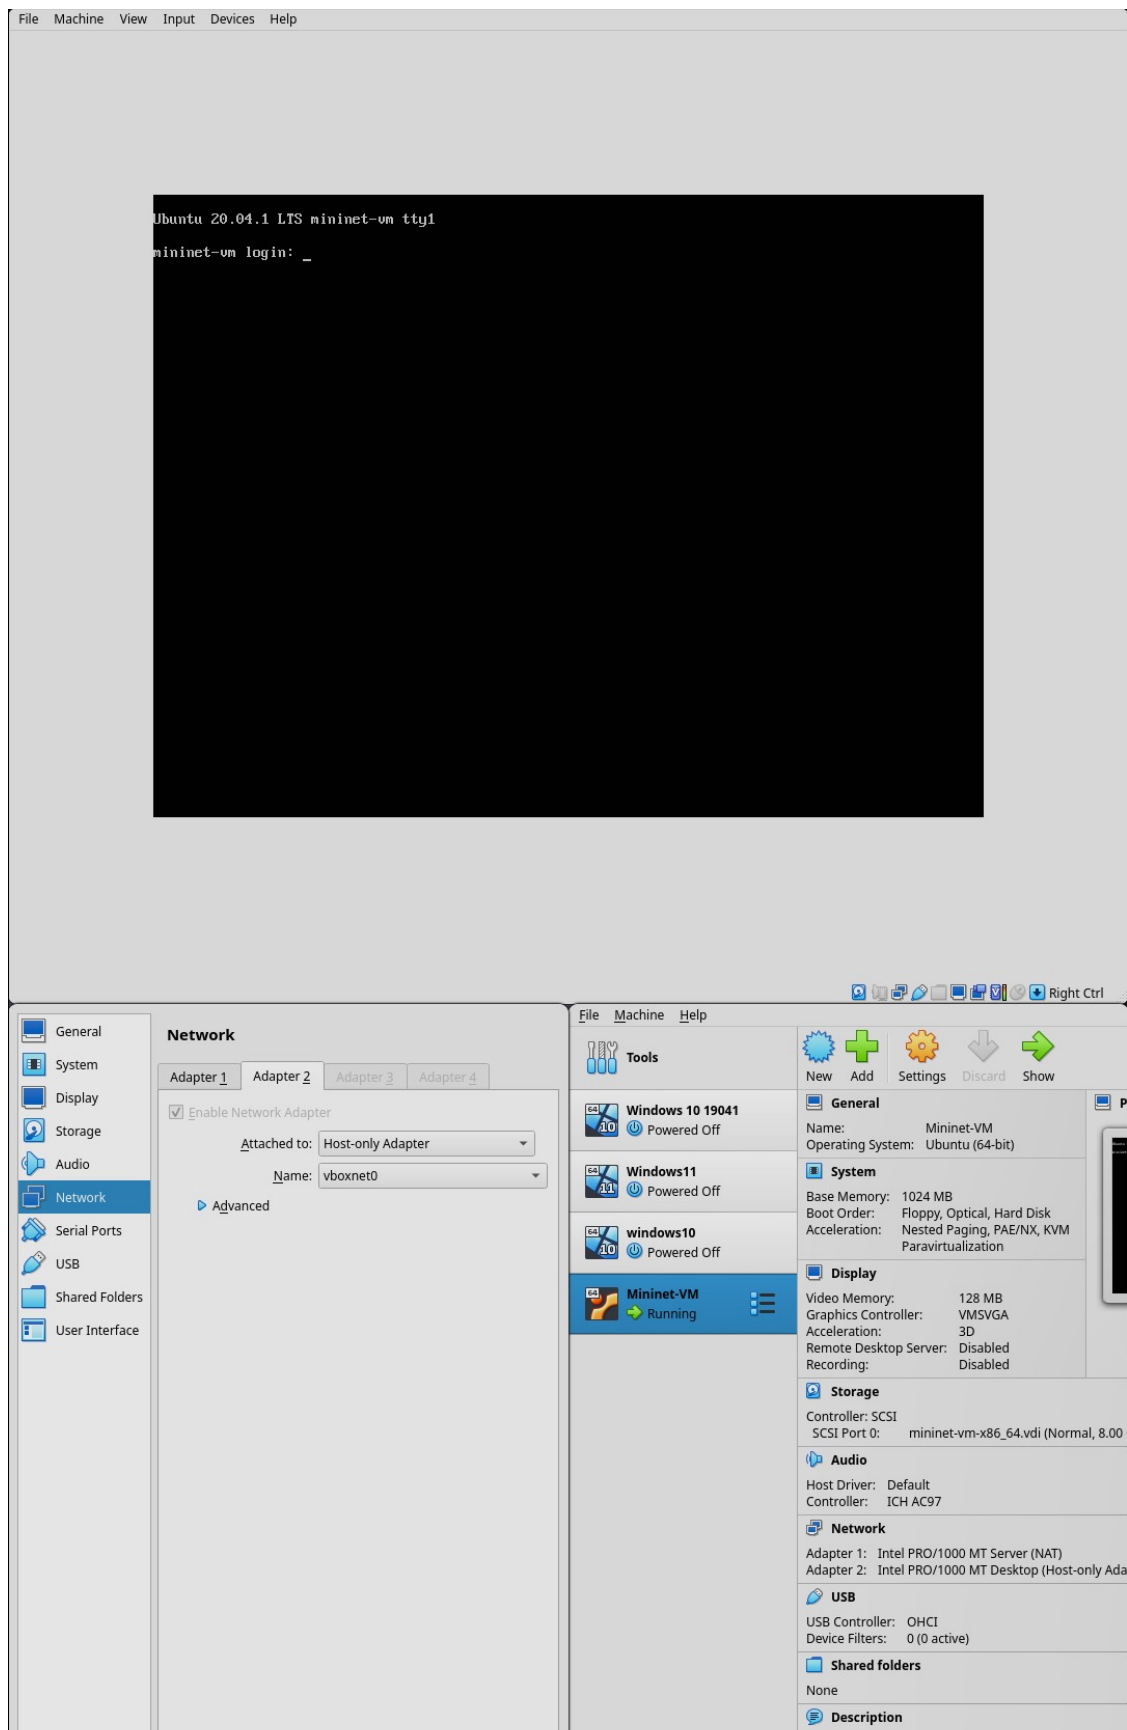 File Machine View Input Devices Help
Ubuntu 20.04.1 LTS mininet-vm tty1
mininet-vm login: _
Right Ctrl
General
System
Display
Storage
Audio
Network
Serial Ports
USB
Shared Folders
User Interface
Network
Adapter 1 Adapter 2 Adapter 3 Adapter 4
Enable Network Adapter
Attached to: Host-only Adapter
Name: vboxnet0
Advanced
File Machine Help
Tools
Windows 10 19041
Powered Off
Windows11
Powered Off
windows10
Powered Off
Mininet-VM
Running
New Add Settings Discard Show
General
Name: Mininet-VM
Operating System: Ubuntu (64-bit)
System
Base Memory: 1024 MB
Boot Order: Floppy, Optical, Hard Disk
Acceleration: Nested Paging, PAE/NX, KVM
Paravirtualization
Display
Video Memory: 128 MB
Graphics Controller: VMSVGA
Acceleration: 3D
Remote Desktop Server: Disabled
Recording: Disabled
P
Storage
Controller: SCSI
SCSI Port 0: mininet-vm-x86_64.vdi (Normal, 8.00
Audio
Host Driver: Default
Controller: ICH AC97
Network
Adapter 1: Intel PRO/1000 MT Server (NAT)
Adapter 2: Intel PRO/1000 MT Desktop (Host-only Ada
USB
USB Controller: OHCI
Device Filters: 0 (0 active)
Shared folders
None
Description